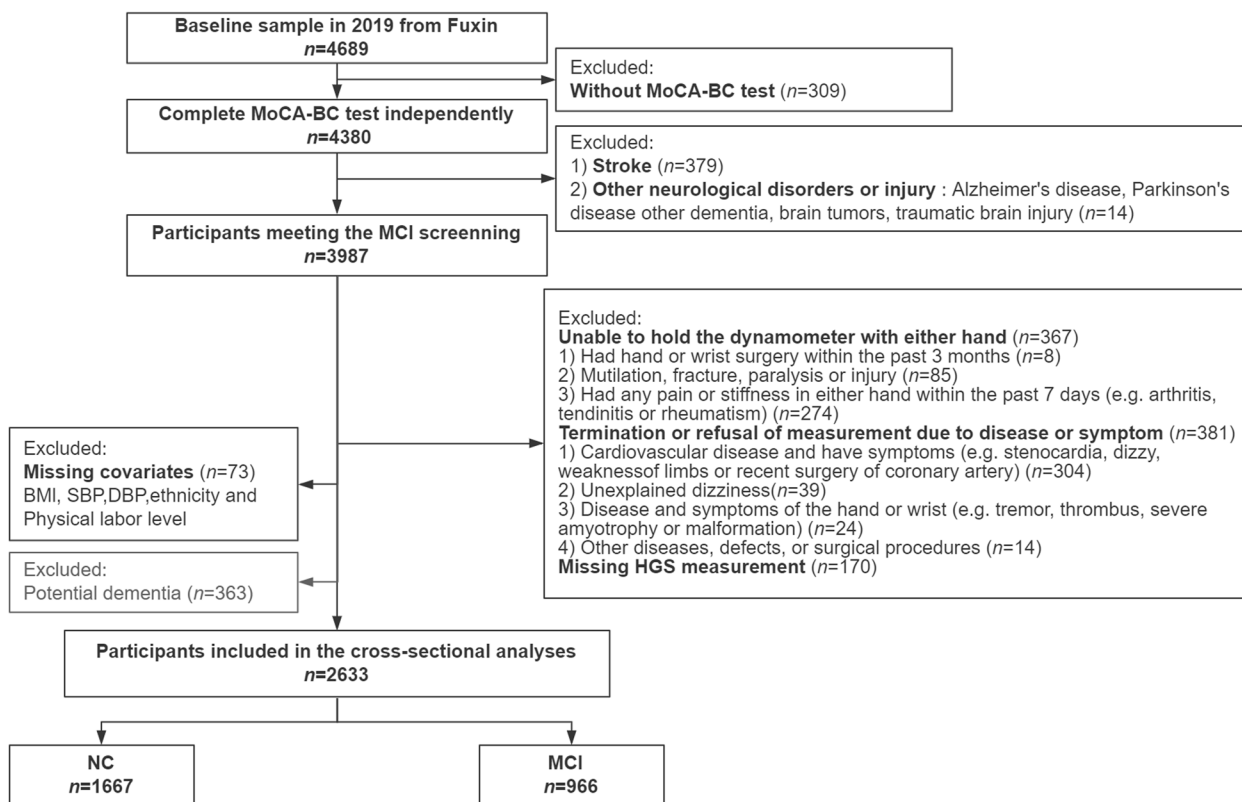 Baseline sample in 2019 from Fuxin
n=4689
Excluded:
Without MoCA-BC test (n=309)
Complete MoCA-BC test independently
n=4380
Excluded:
1) Stroke (n=379)
2) Other neurological disorders or injury : Alzheimer's disease, Parkinson's
disease other dementia, brain tumors, traumatic brain injury (n=14)
Participants meeting the MCI screenning
n=3987
Excluded:
Unable to hold the dynamometer with either hand (n=367)
1) Had hand or wrist surgery within the past 3 months (n=8)
2) Mutilation, fracture, paralysis or injury (n=85)
3) Had any pain or stiffness in either hand within the past 7 days (e.g. arthritis,
tendinitis or rheumatism) (n=274)
Termination or refusal of measurement due to disease or symptom (n=381)
1) Cardiovascular disease and have symptoms (e.g. stenocardia, dizzy,
weaknessof limbs or recent surgery of coronary artery) (n=304)
2) Unexplained dizziness(n=39)
3) Disease and symptoms of the hand or wrist (e.g. tremor, thrombus, severe
amyotrophy or malformation) (n=24)
4) Other diseases, defects, or surgical procedures (n=14)
Missing HGS measurement (n=170)
Excluded:
Missing covariates (n=73)
BMI, SBP,DBP,ethnicity and
Physical labor level
Excluded:
Potential dementia (n=363)
Participants included in the cross-sectional analyses
n=2633
NC
n=1667
MCI
n=966